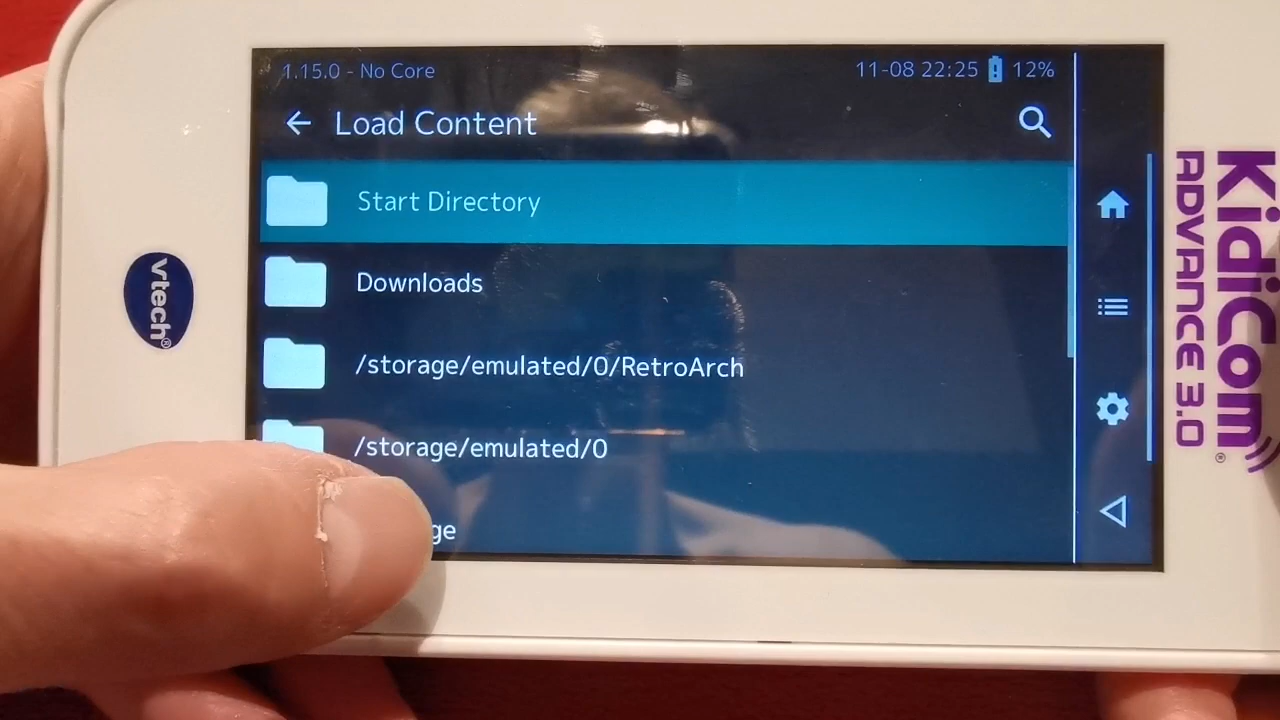 1.15.0 - No Core
11-08 22:25 12%
Load Content
Start Directory
Downloads
/storage/emulated/0/RetroArch
/storage/emulated/0
vtech®
KidiCom®
ADVANCE 3.0